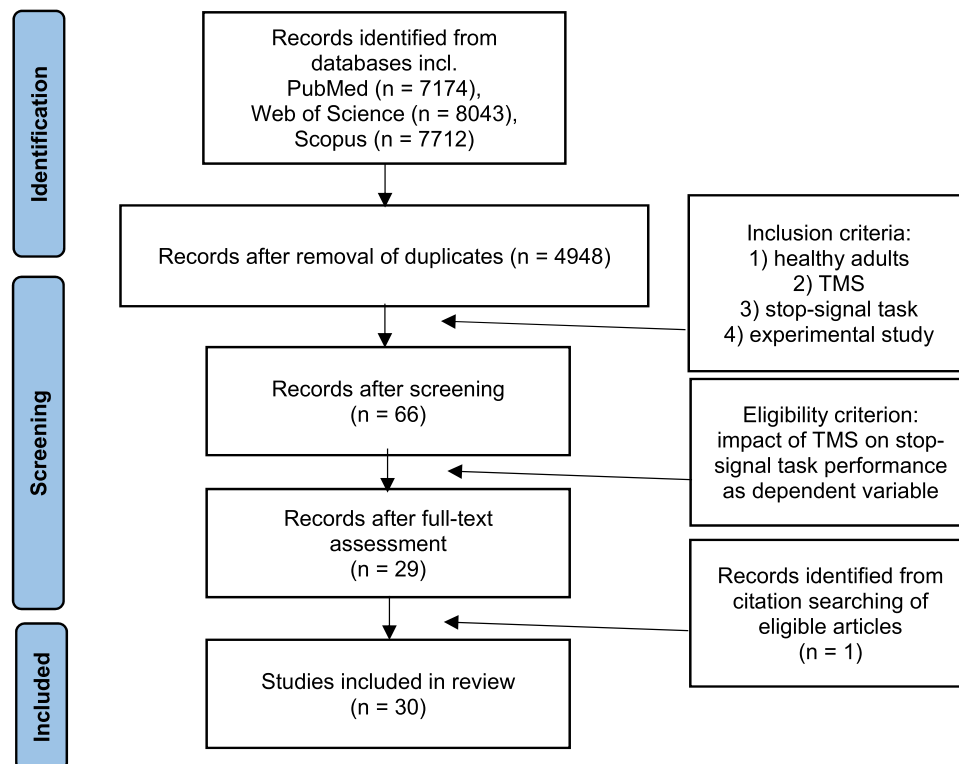 Identification
Records identified from
databases incl.
PubMed (n = 7174),
Web of Science (n = 8043),
Scopus (n = 7712)
Records after removal of duplicates (n = 4948)
Inclusion criteria:
1) healthy adults
2) TMS
3) stop-signal task
4) experimental study
Screening
Records after screening
(n = 66)
Eligibility criterion:
impact of TMS on stop-
signal task performance
as dependent variable
Records after full-text
assessment
(n = 29)
Records identified from
citation searching of
eligible articles
(n = 1)
Included
Studies included in review
(n = 30)